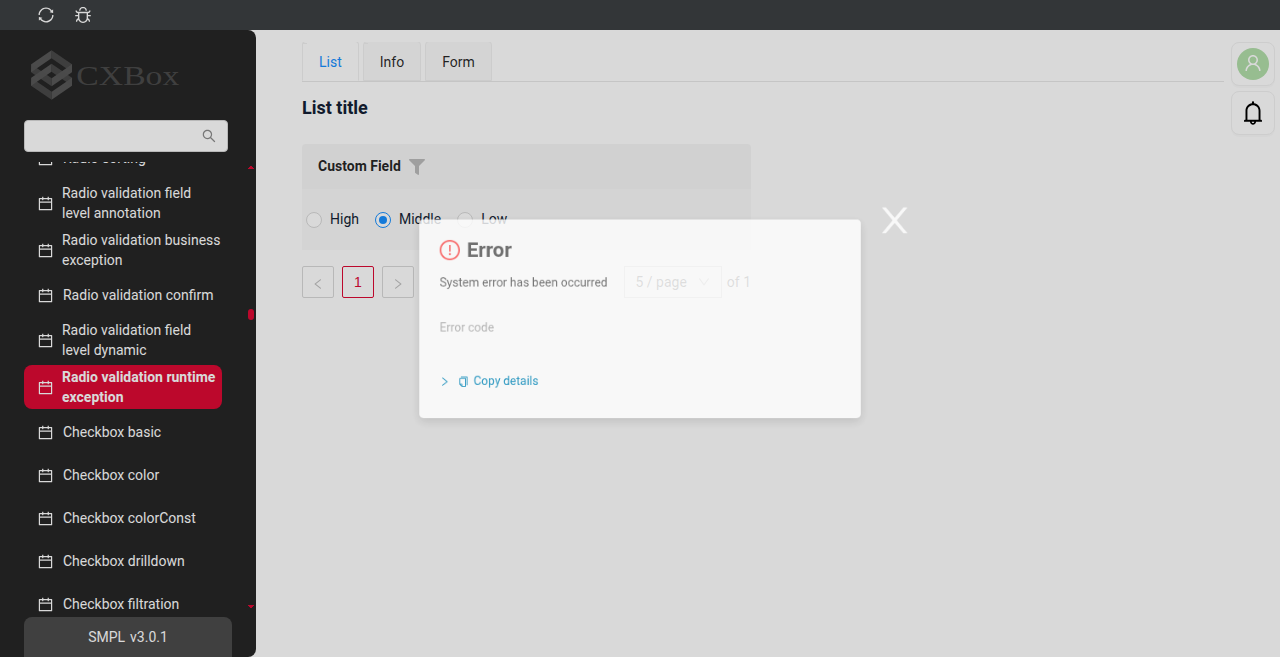 CXBox
Radio sorting
Radio validation field
level annotation
Radio validation business
exception
Radio validation confirm
Radio validation field
level dynamic
Radio validation runtime
exception
Checkbox basic
Checkbox color
Checkbox colorConst
Checkbox drilldown
Checkbox filtration
SMPL v3.0.1
List
Info
Form
List title
Custom Field
High
Middle
Low
< 1 >
5 / page
of 1
Error
System error has been occurred
Error code
Copy details